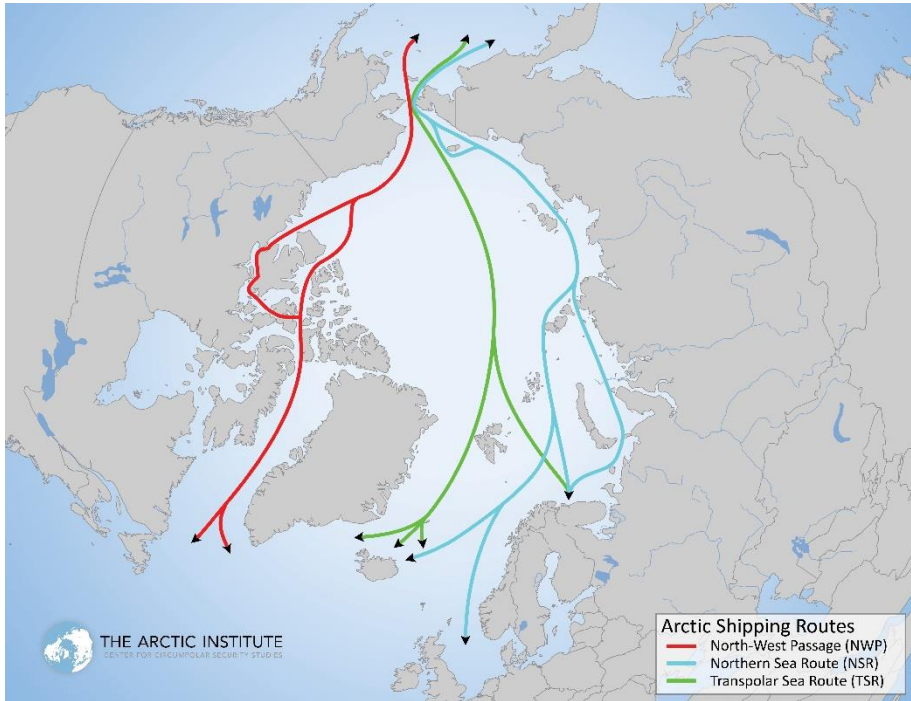 THE ARCTIC INSTITUTE
CENTER FOR CIRCUMPOLAR SECURITY STUDIES
Arctic Shipping Routes
North-West Passage (NWP)
Northern Sea Route (NSR)
Transpolar Sea Route (TSR)